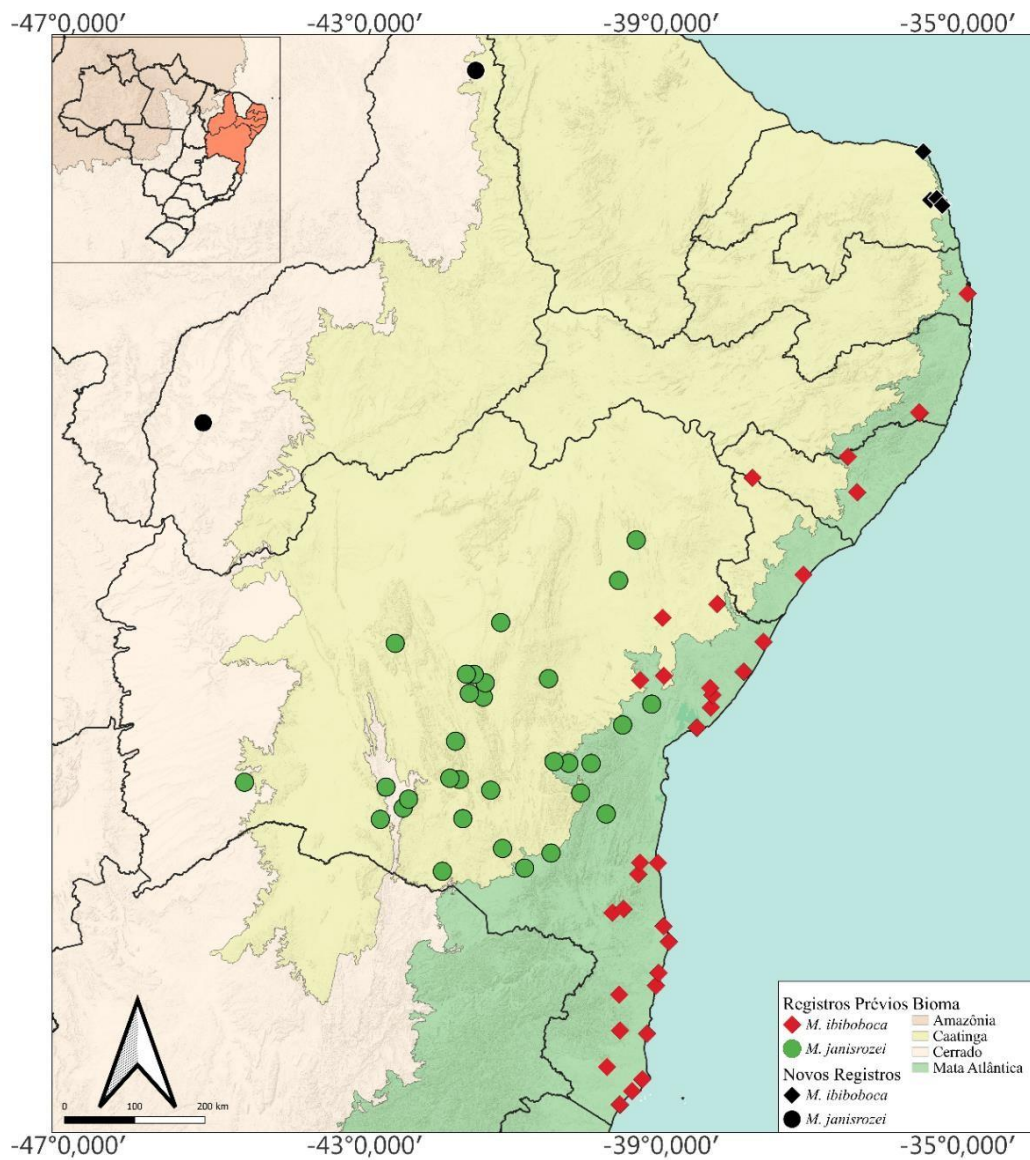 -47°0,000′ -43°0,000′ -39°0,000′ -35°0,000′
Registros Prévios
M. ibiboboca
M. janisrozei
Novos Registros
M. ibiboboca
M. janisrozei
Bioma
Amazônia
Caatinga
Cerrado
Mata Atlântica
0 100 200 km
-47°0,000′ -43°0,000′ -39°0,000′ -35°0,000′